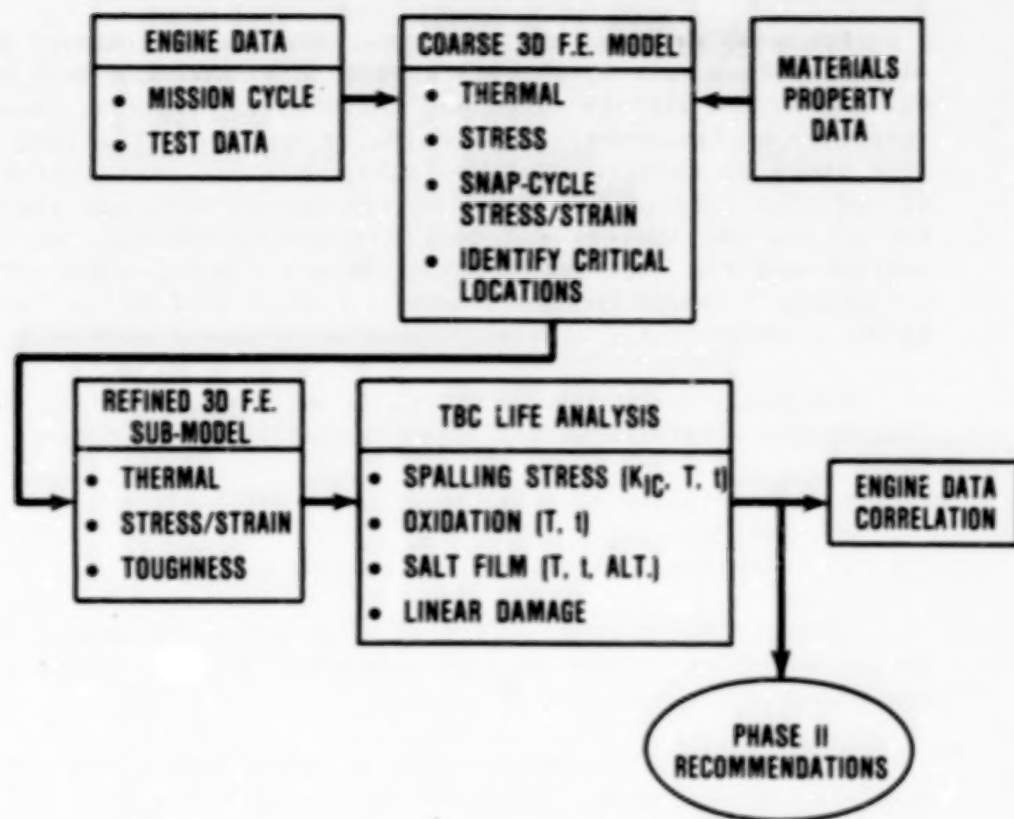 ENGINE DATA
• MISSION CYCLE
• TEST DATA
COARSE 3D F.E. MODEL
• THERMAL
• STRESS
• SNAP-CYCLE
STRESS/STRAIN
• IDENTIFY CRITICAL
LOCATIONS
MATERIALS
PROPERTY
DATA
REFINED 3D F.E.
SUB-MODEL
• THERMAL
• STRESS/STRAIN
• TOUGHNESS
TBC LIFE ANALYSIS
• SPALLING STRESS (K_IC, T, t)
• OXIDATION (T, t)
• SALT FILM (T, t, ALT.)
• LINEAR DAMAGE
ENGINE DATA
CORRELATION
PHASE II
RECOMMENDATIONS